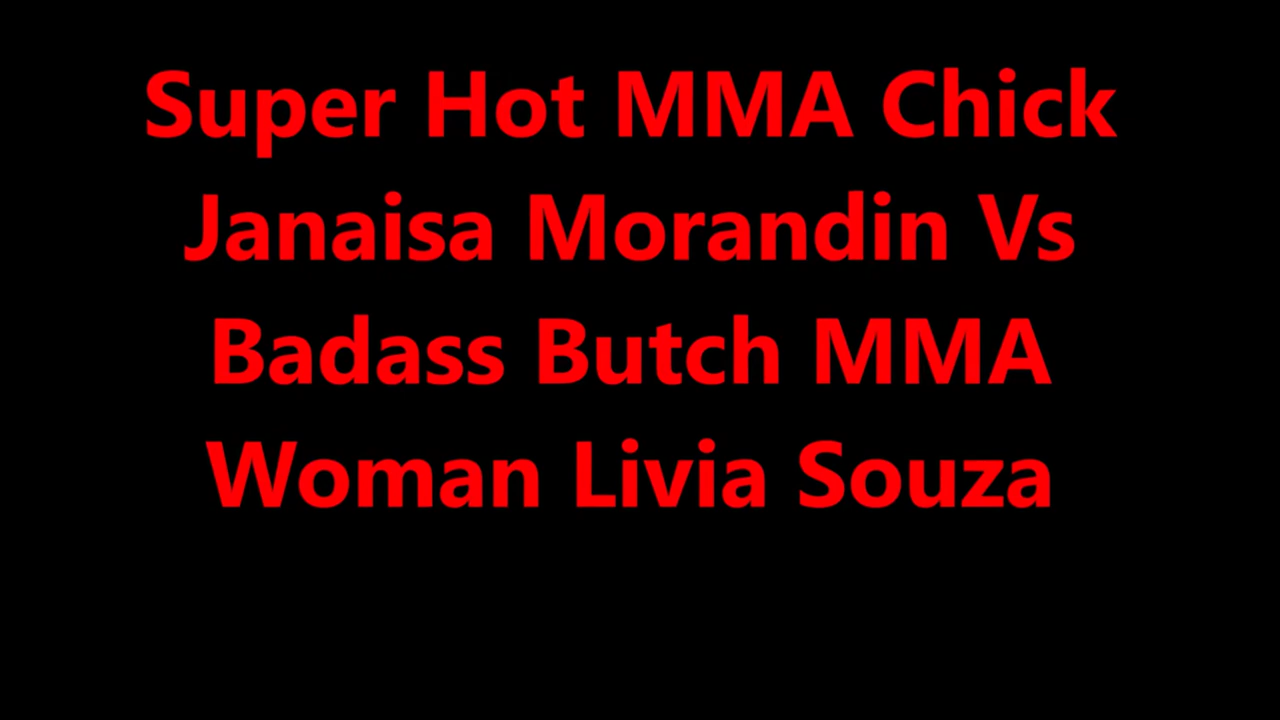 Super Hot MMA Chick
Janaisa Morandin Vs
Badass Butch MMA
Woman Livia Souza